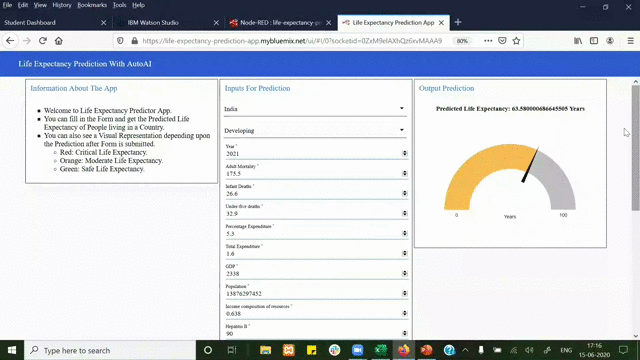 File Edit View History Bookmarks Tools Help
Student Dashboard
IBM Watson Studio
Node-RED : life-expectancy-pr
Life Expectancy Prediction App
https://life-expectancy-prediction-app.mybluemix.net/ui/#!/0?socketid=0ZxM9eIAXhQz6xvMAAA9
80%
Life Expectancy Prediction With AutoAI
Information About The App
Welcome to Life Expectancy Predictor App.
You can fill in the Form and get the Predicted Life
Expectancy of People living in a Country.
You can also see a Visual Representation depending upon
the Prediction after Form is submitted.
Red: Critical Life Expectancy.
Orange: Moderate Life Expectancy.
Green: Safe Life Expectancy.
Inputs For Prediction
India
Developing
Year *
2021
Adult Mortality *
175.5
Infant Deaths *
26.6
Under-five deaths *
32.9
Percentage Expenditure *
5.3
Total Expenditure *
1.6
GDP *
2338
Population *
13876297452
Income composition of resources *
0.638
Hepatitis B *
90
Output Prediction
Predicted Life Expectancy: 63.580000686645505 Years
0
Years
100
Type here to search
ENG
17:16
15-06-2020